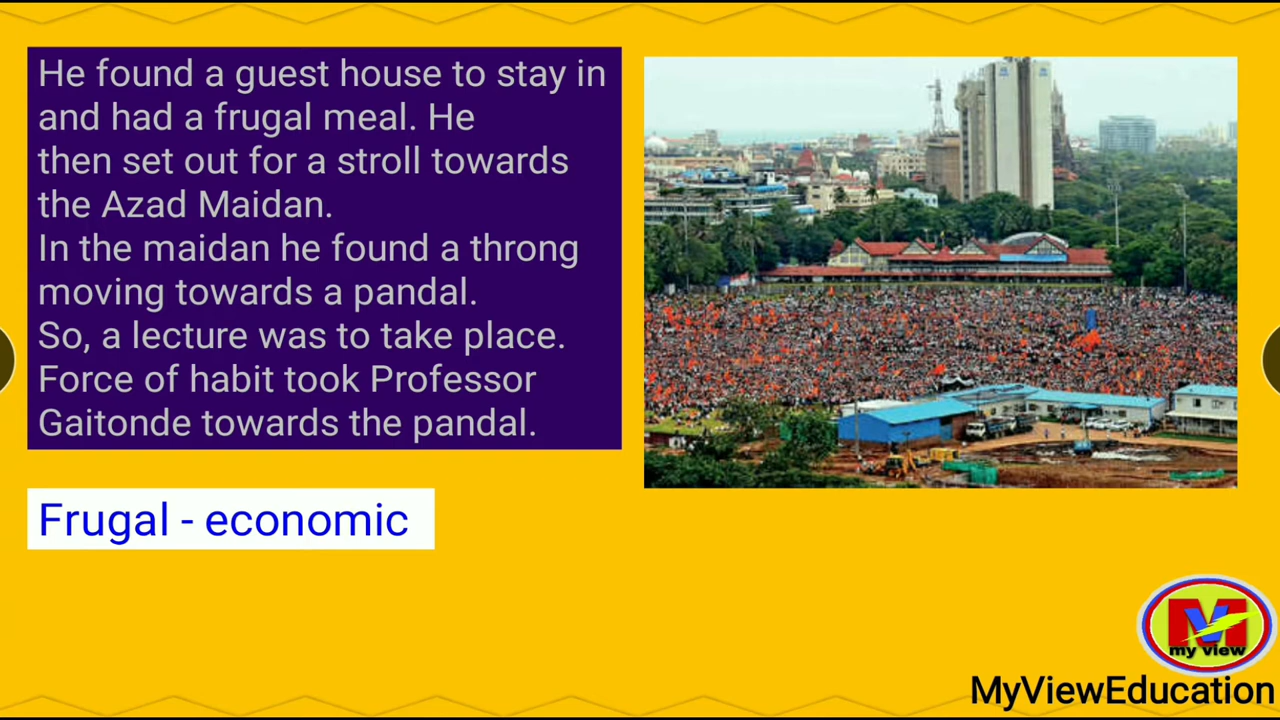 He found a guest house to stay in
and had a frugal meal. He
then set out for a stroll towards
the Azad Maidan.
In the maidan he found a throng
moving towards a pandal.
So, a lecture was to take place.
Force of habit took Professor
Gaitonde towards the pandal.
Frugal - economic
MV
my view
MyViewEducation